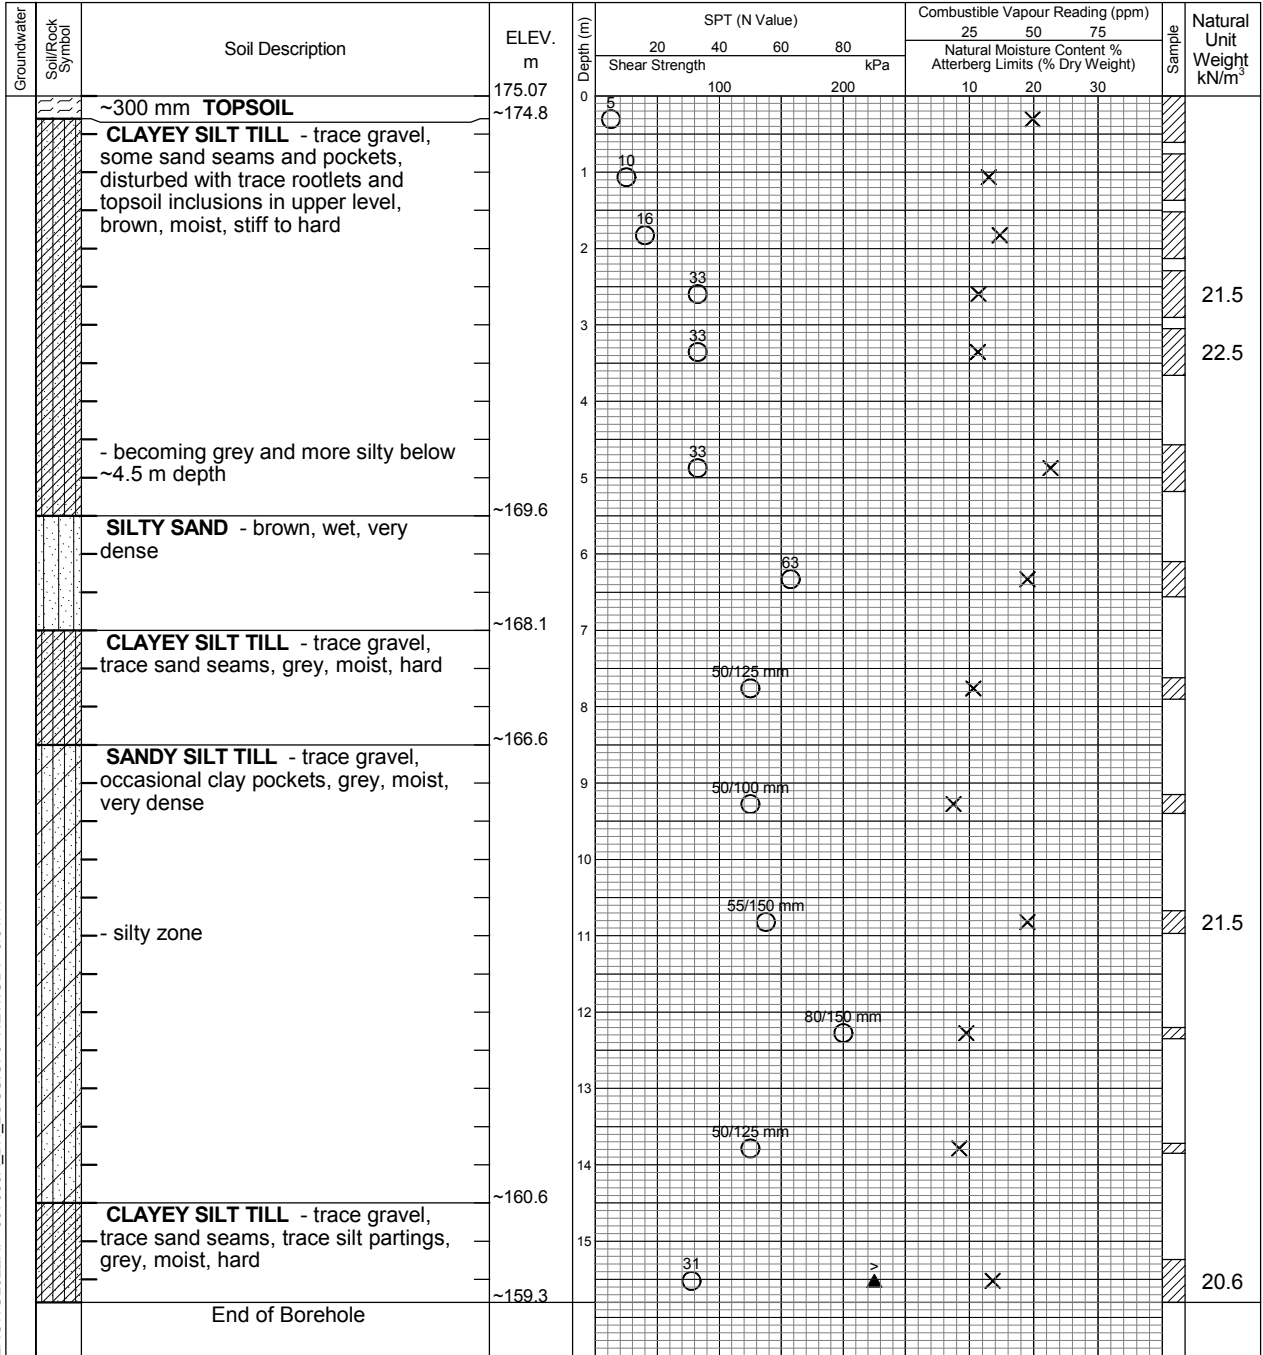 Groundwater
Soil/Rock Symbol
Soil Description
ELEV. m
Depth (m)
SPT (N Value)
20 40 60 80
Shear Strength kPa
100 200
Combustible Vapour Reading (ppm)
25 50 75
Natural Moisture Content %
Atterberg Limits (% Dry Weight)
10 20 30
Sample
Natural
Unit
Weight
kN/m³
175.07
0
~300 mm TOPSOIL
~174.8
5
CLAYEY SILT TILL - trace gravel,
some sand seams and pockets,
disturbed with trace rootlets and
topsoil inclusions in upper level,
brown, moist, stiff to hard
10
1
16
2
33
21.5
3
33
22.5
4
- becoming grey and more silty below
~4.5 m depth
33
5
~169.6
SILTY SAND - brown, wet, very
dense
6
63
~168.1
7
CLAYEY SILT TILL - trace gravel,
trace sand seams, grey, moist, hard
50/125 mm
8
~166.6
SANDY SILT TILL - trace gravel,
occasional clay pockets, grey, moist,
very dense
9
50/100 mm
10
55/150 mm
- silty zone
11
21.5
12
80/150 mm
13
50/125 mm
14
~160.6
CLAYEY SILT TILL - trace gravel,
trace sand seams, trace silt partings,
grey, moist, hard
15
31
>
20.6
~159.3
End of Borehole